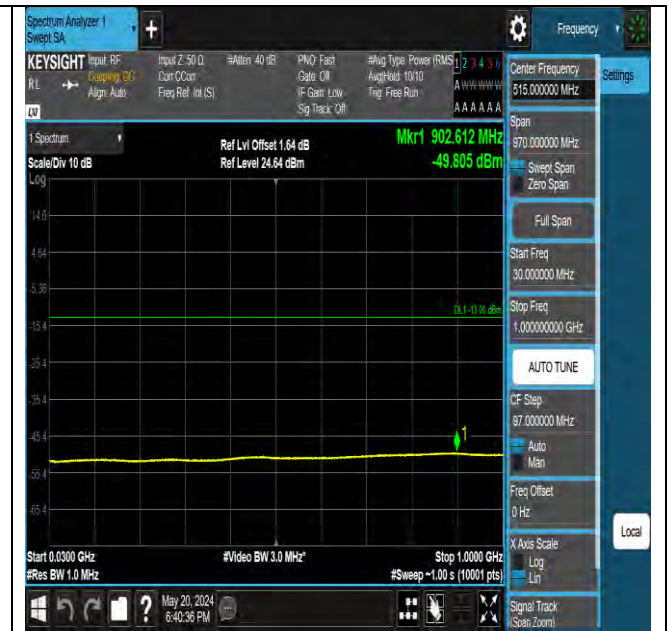 Spectrum Analyzer 1
Swept SA
+
Frequency
KEYSIGHT
Input: RF
Input Z: 50 Ω
#Atten: 40 dB
PNO: Fast
#Avg Type: Power (RMS
1 2 3 4 5 6
RL
Coupling: DC
Corr CCorr
Gate: Off
Avg|Hold: 10/10
A W W W W W
Align: Auto
Freq Ref: Int (S)
IF Gain: Low
Trig: Free Run
Sig Track: Off
A A A A A A
LXI
1 Spectrum
Ref Lvl Offset 1.64 dB
Mkr1 902.612 MHz
Scale/Div 10 dB
Ref Level 24.64 dBm
-49.805 dBm
Log
14.6
4.64
-5.36
DL1 -13.00 dBm
-15.4
-25.4
-35.4
-45.4
1
-55.4
-65.4
Start 0.0300 GHz
#Video BW 3.0 MHz*
Stop 1.0000 GHz
#Res BW 1.0 MHz
#Sweep ~1.00 s (10001 pts)
?
May 20, 2024
6:40:36 PM
Center Frequency
515.000000 MHz
Settings
Span
970.000000 MHz
Swept Span
Zero Span
Full Span
Start Freq
30.000000 MHz
Stop Freq
1.000000000 GHz
AUTO TUNE
CF Step
97.000000 MHz
Auto
Man
Freq Offset
0 Hz
Local
X Axis Scale
Log
Lin
Signal Track
(Span Zoom)